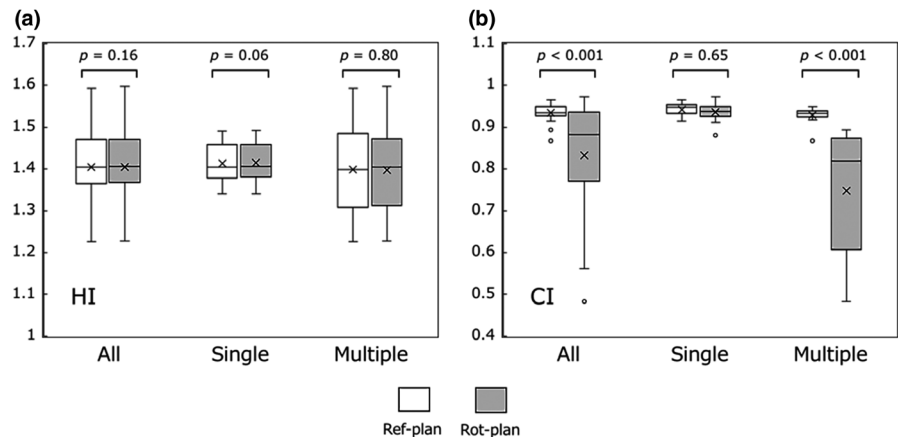 (a)
1.7
1.6
1.5
1.4
1.3
1.2
1.1
1
p = 0.16
p = 0.06
p = 0.80
HI
All
Single
Multiple
(b)
1.1
1
0.9
0.8
0.7
0.6
0.5
0.4
p < 0.001
p = 0.65
p < 0.001
CI
All
Single
Multiple
Ref-plan
Rot-plan